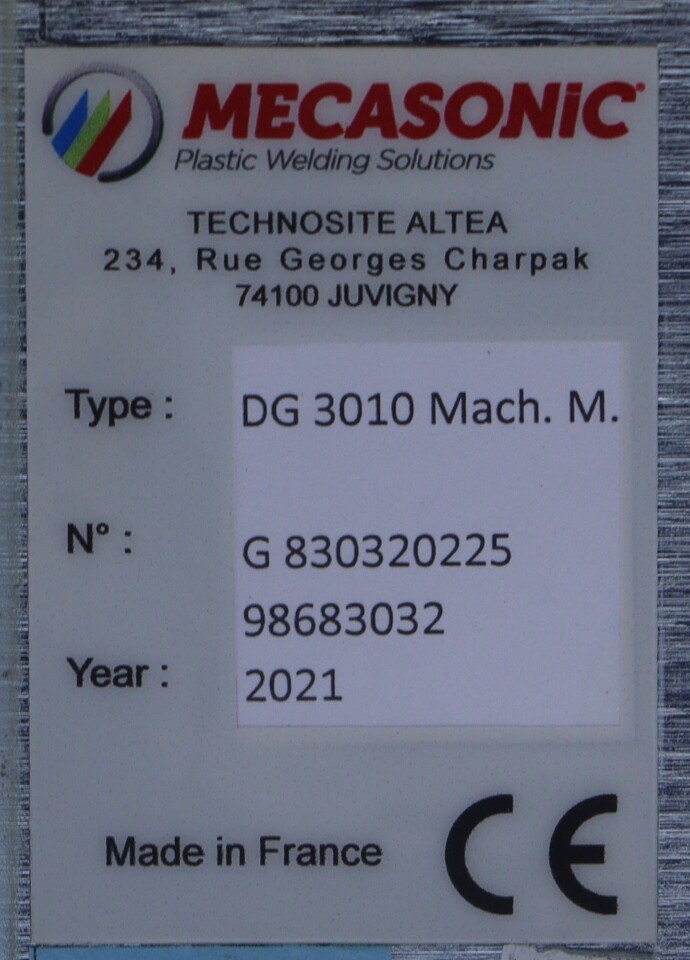 MECASONiC
Plastic Welding Solutions
TECHNOSITE ALTEA
234, Rue Georges Charpak
74100 JUVIGNY
Type : DG 3010 Mach. M.
N° : G 830320225
98683032
Year : 2021
Made in France CE